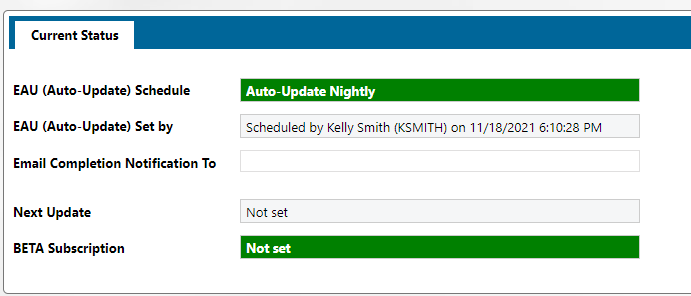 Current Status
EAU (Auto-Update) Schedule Auto-Update Nightly
EAU (Auto-Update) Set by Scheduled by Kelly Smith (KSMITH) on 11/18/2021 6:10:28 PM
Email Completion Notification To
Next Update Not set
BETA Subscription Not set